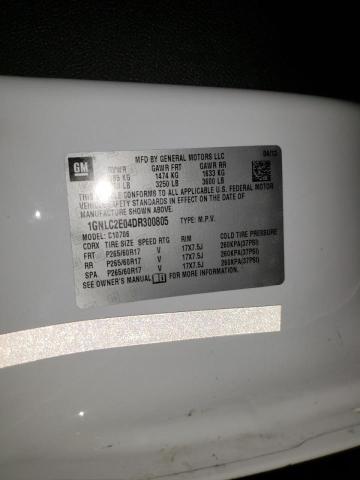 GM
MFD BY GENERAL MOTORS LLC 04/13
GVWR GAWR FRT GAWR RR
KG 1474 KG 1633 KG
LB 3250 LB 3600 LB
THIS VEHICLE CONFORMS TO ALL APPLICABLE U.S. FEDERAL MOTOR
VEHICLE SAFETY STANDARDS IN EFFECT ON THE DATE OF
MANUFACTURE SHOWN ABOVE.
1GNLC2E04DR300805 TYPE: M.P.V.
MODEL: C10706
CDRX TIRE SIZE SPEED RTG RIM COLD TIRE PRESSURE
FRT P265/60R17 V 17X7.5J 260KPA(37PSI)
RR P265/60R17 V 17X7.5J 260KPA(37PSI)
SPA P265/60R17 V 17X7.5J 260KPA(37PSI)
SEE OWNER'S MANUAL FOR